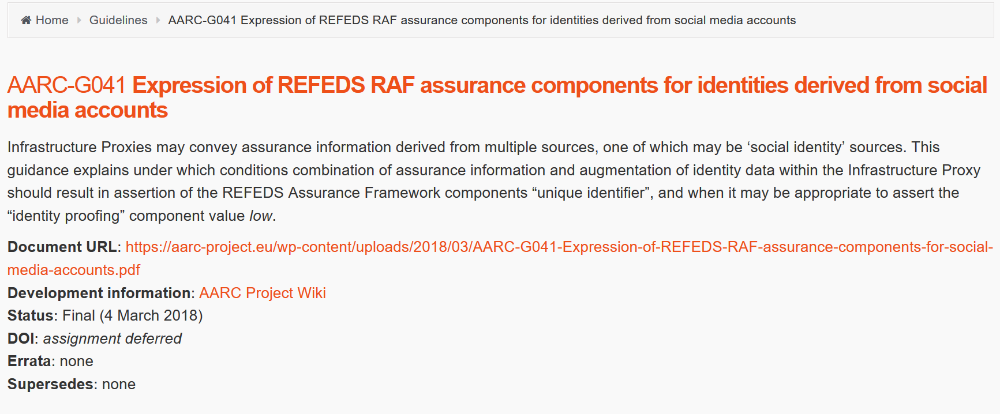 Home Guidelines AARC-G041 Expression of REFEDS RAF assurance components for identities derived from social media accounts
AARC-G041 Expression of REFEDS RAF assurance components for identities derived from social
media accounts
Infrastructure Proxies may convey assurance information derived from multiple sources, one of which may be ‘social identity’ sources. This
guidance explains under which conditions combination of assurance information and augmentation of identity data within the Infrastructure Proxy
should result in assertion of the REFEDS Assurance Framework components “unique identifier”, and when it may be appropriate to assert the
“identity proofing” component value low.
Document URL: https://aarc-project.eu/wp-content/uploads/2018/03/AARC-G041-Expression-of-REFEDS-RAF-assurance-components-for-social-
media-accounts.pdf
Development information: AARC Project Wiki
Status: Final (4 March 2018)
DOI: assignment deferred
Errata: none
Supersedes: none